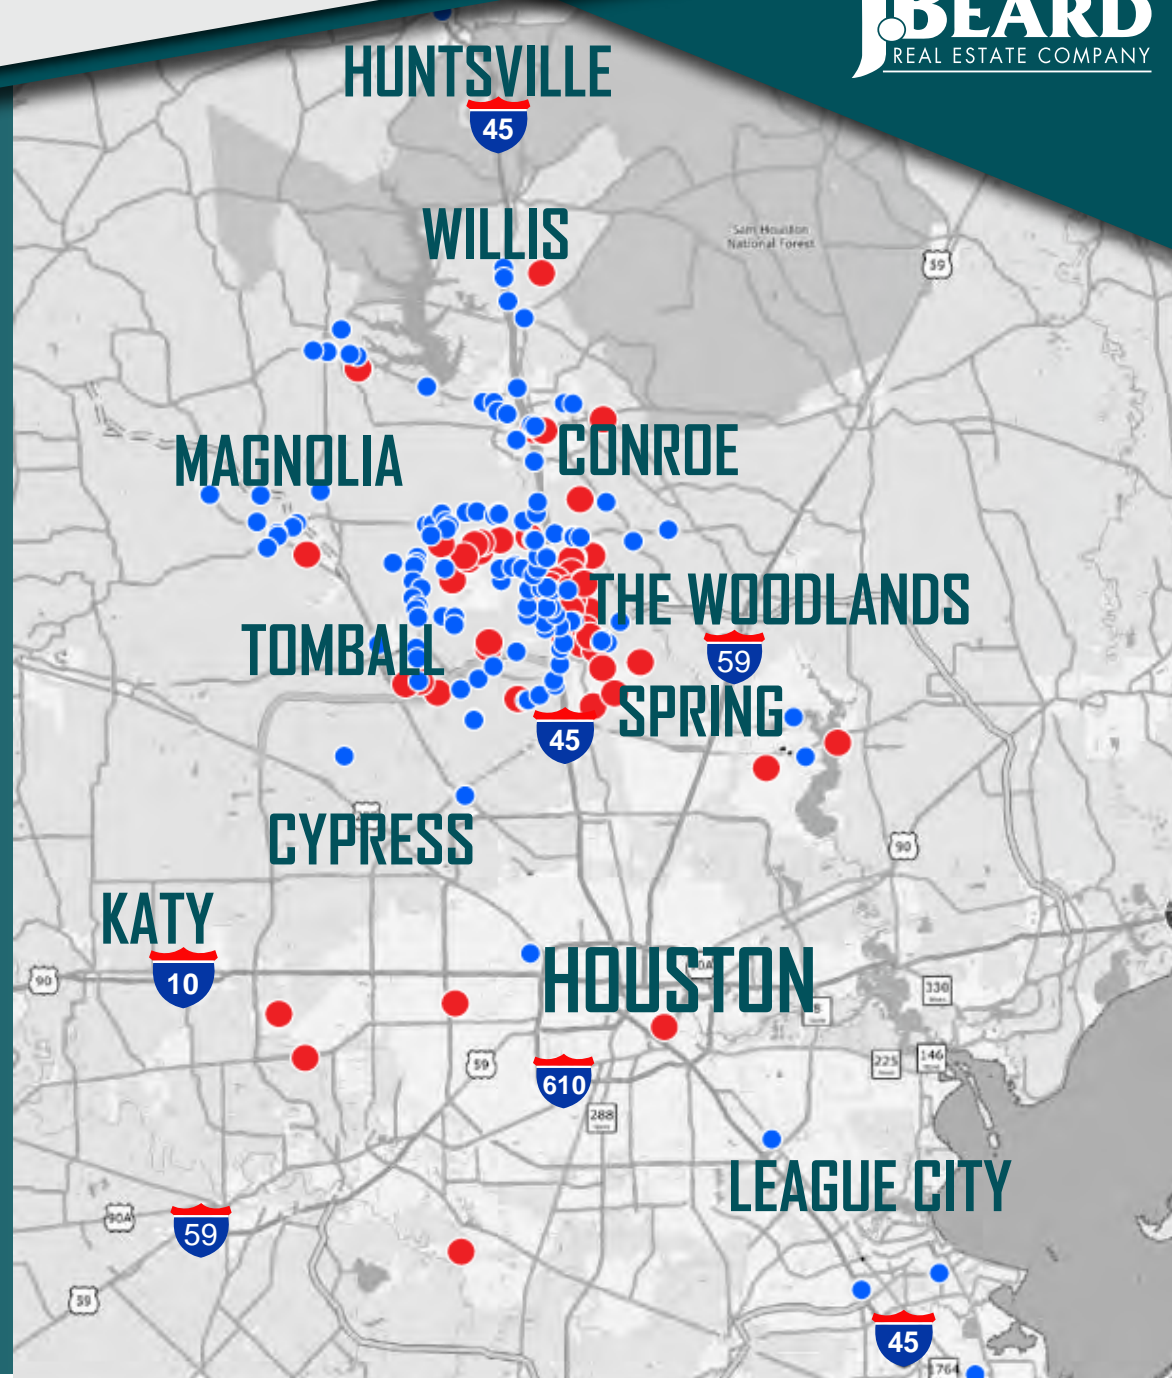 J.BEARD
REAL ESTATE COMPANY
HUNTSVILLE
45
WILLIS
Sam Houston
National Forest
59
MAGNOLIA
CONROE
THE WOODLANDS
TOMBALL
59
SPRING
45
CYPRESS
90
KATY
10
90
HOUSTON
330
8
225
146
59
610
288
LEAGUE CITY
90A
59
59
45
1764